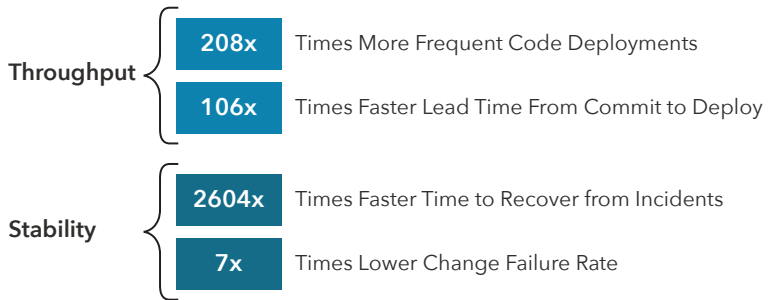 Throughput
208x Times More Frequent Code Deployments
106x Times Faster Lead Time From Commit to Deploy
Stability
2604x Times Faster Time to Recover from Incidents
7x Times Lower Change Failure Rate